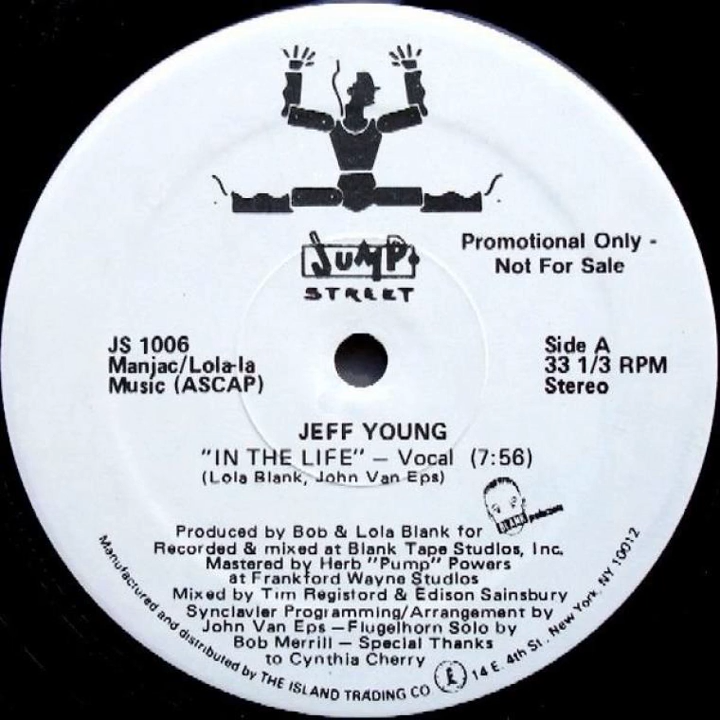 JUMP
STREET
Promotional Only -
Not For Sale
JS 1006
Manjac/Lola-la
Music (ASCAP)
Side A
33 1/3 RPM
Stereo
JEFF YOUNG
"IN THE LIFE" — Vocal (7:56)
(Lola Blank, John Van Eps)
BLANK productions
Produced by Bob & Lola Blank for
Recorded & mixed at Blank Tape Studios, Inc.
Mastered by Herb "Pump" Powers
at Frankford Wayne Studios
Mixed by Tim Registord & Edison Sainsbury
Synclavier Programming/Arrangement by
John Van Eps — Flugelhorn Solo by
Bob Merrill — Special Thanks
to Cynthia Cherry
Manufactured and distributed by THE ISLAND TRADING CO 14 E. 4th St. New York, NY 10012